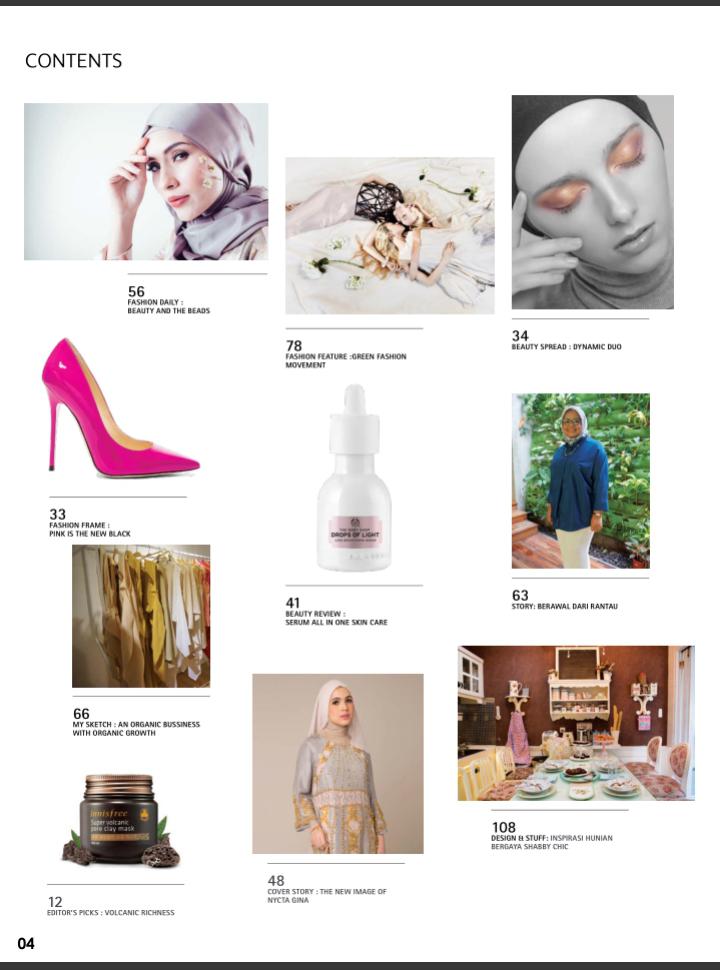 CONTENTS
56
FASHION DAILY :
BEAUTY AND THE BEADS
78
FASHION FEATURE :GREEN FASHION
MOVEMENT
34
BEAUTY SPREAD : DYNAMIC DUO
33
FASHION FRAME :
PINK IS THE NEW BLACK
THE BODY SHOP
DROPS OF LIGHT
41
BEAUTY REVIEW :
SERUM ALL IN ONE SKIN CARE
63
STORY: BERAWAL DARI RANTAU
66
MY SKETCH : AN ORGANIC BUSSINESS
WITH ORGANIC GROWTH
innisfree
Super volcanic
pore clay mask
12
EDITOR'S PICKS : VOLCANIC RICHNESS
48
COVER STORY : THE NEW IMAGE OF
NYCTA GINA
108
DESIGN & STUFF: INSPIRASI HUNIAN
BERGAYA SHABBY CHIC
04